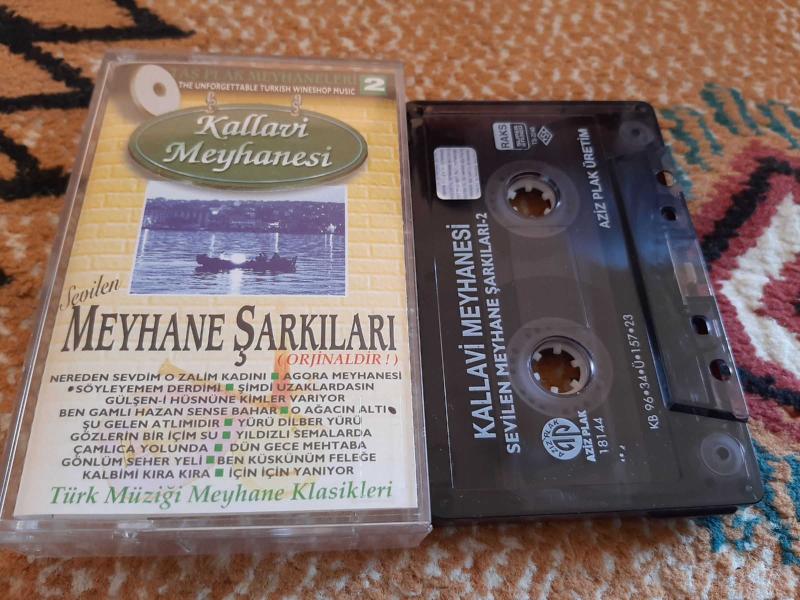 TAŞ PLAK MEYHANELERİ 2
THE UNFORGETTABLE TURKISH WINESHOP MUSIC
Kallavi
Meyhanesi
Sevilen
MEYHANE ŞARKILARI
(ORJİNALDİR!)
NEREDEN SEVDİM O ZALİM KADINI ■ AGORA MEYHANESİ
SÖYLEYEMEM DERDİMİ ■ ŞİMDİ UZAKLARDASIN
GÜLŞEN-İ HÜSNÜNE KİMLER VARIYOR
BEN GAMLI HAZAN SENSE BAHAR ■ O AĞACIN ALTI
ŞU GELEN ATLIMIDIR ■ YÜRÜ DİLBER YÜRÜ
GÖZLERİN BİR İÇİM SU ■ YILDIZLI SEMALARDA
ÇAMLICA YOLUNDA ■ DÜN GECE MEHTABA
GÖNLÜM SEHER YELİ ■ BEN KÜSKÜNÜM FELEĞE
KALBİMİ KIRA KIRA ■ İÇİN İÇİN YANIYOR
Türk Müziği Meyhane Klasikleri
KALLAVİ MEYHANESİ
SEVİLEN MEYHANE ŞARKILARI-2
RAKS
AZİZ PLAK
18144
AZİZ PLAK ÜRETİM
KB 96•34•Ü•157•23